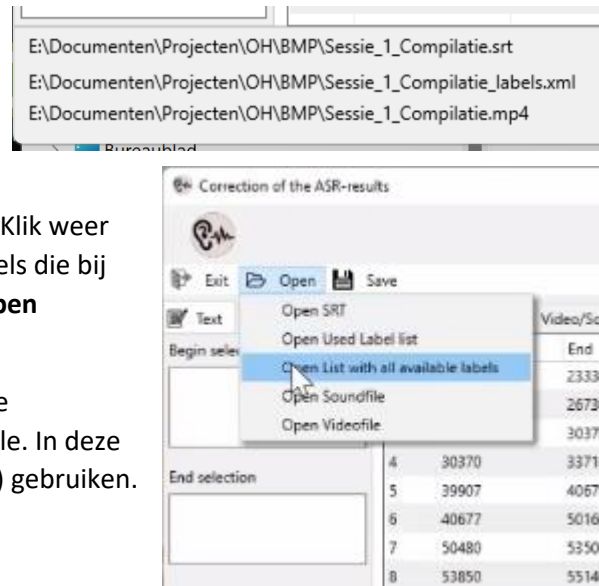 E:\Documenten\Projecten\OH\BMP\Sessie_1_Compilatie.srt
E:\Documenten\Projecten\OH\BMP\Sessie_1_Compilatie_labels.xml
E:\Documenten\Projecten\OH\BMP\Sessie_1_Compilatie.mp4
Bureaublad
Klik weer
els die bij
pen
e
le. In deze
) gebruiken.
Correction of the ASR-results
Exit Open Save
Text Video/So
Open SRT
Open Used Label list
Open List with all available labels
Open Soundfile
Open Videofile
Begin sele
End
2333
2673
3037
4 30370 3371
End selection
5 39907 4067
6 40677 5016
7 50480 5350
8 53850 5514